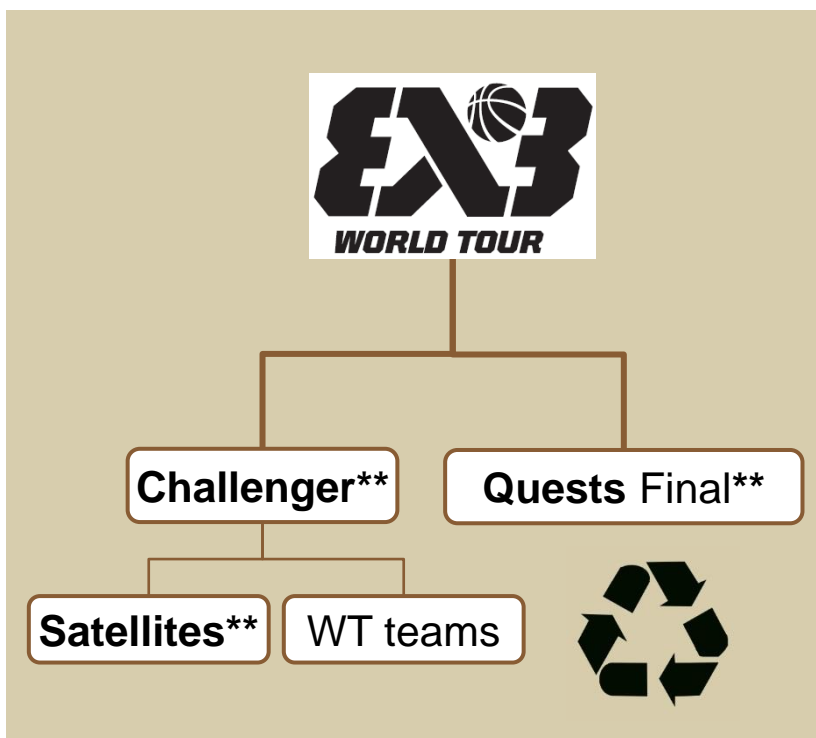 3X3
WORLD TOUR
Challenger**
Quests Final**
Satellites**
WT teams